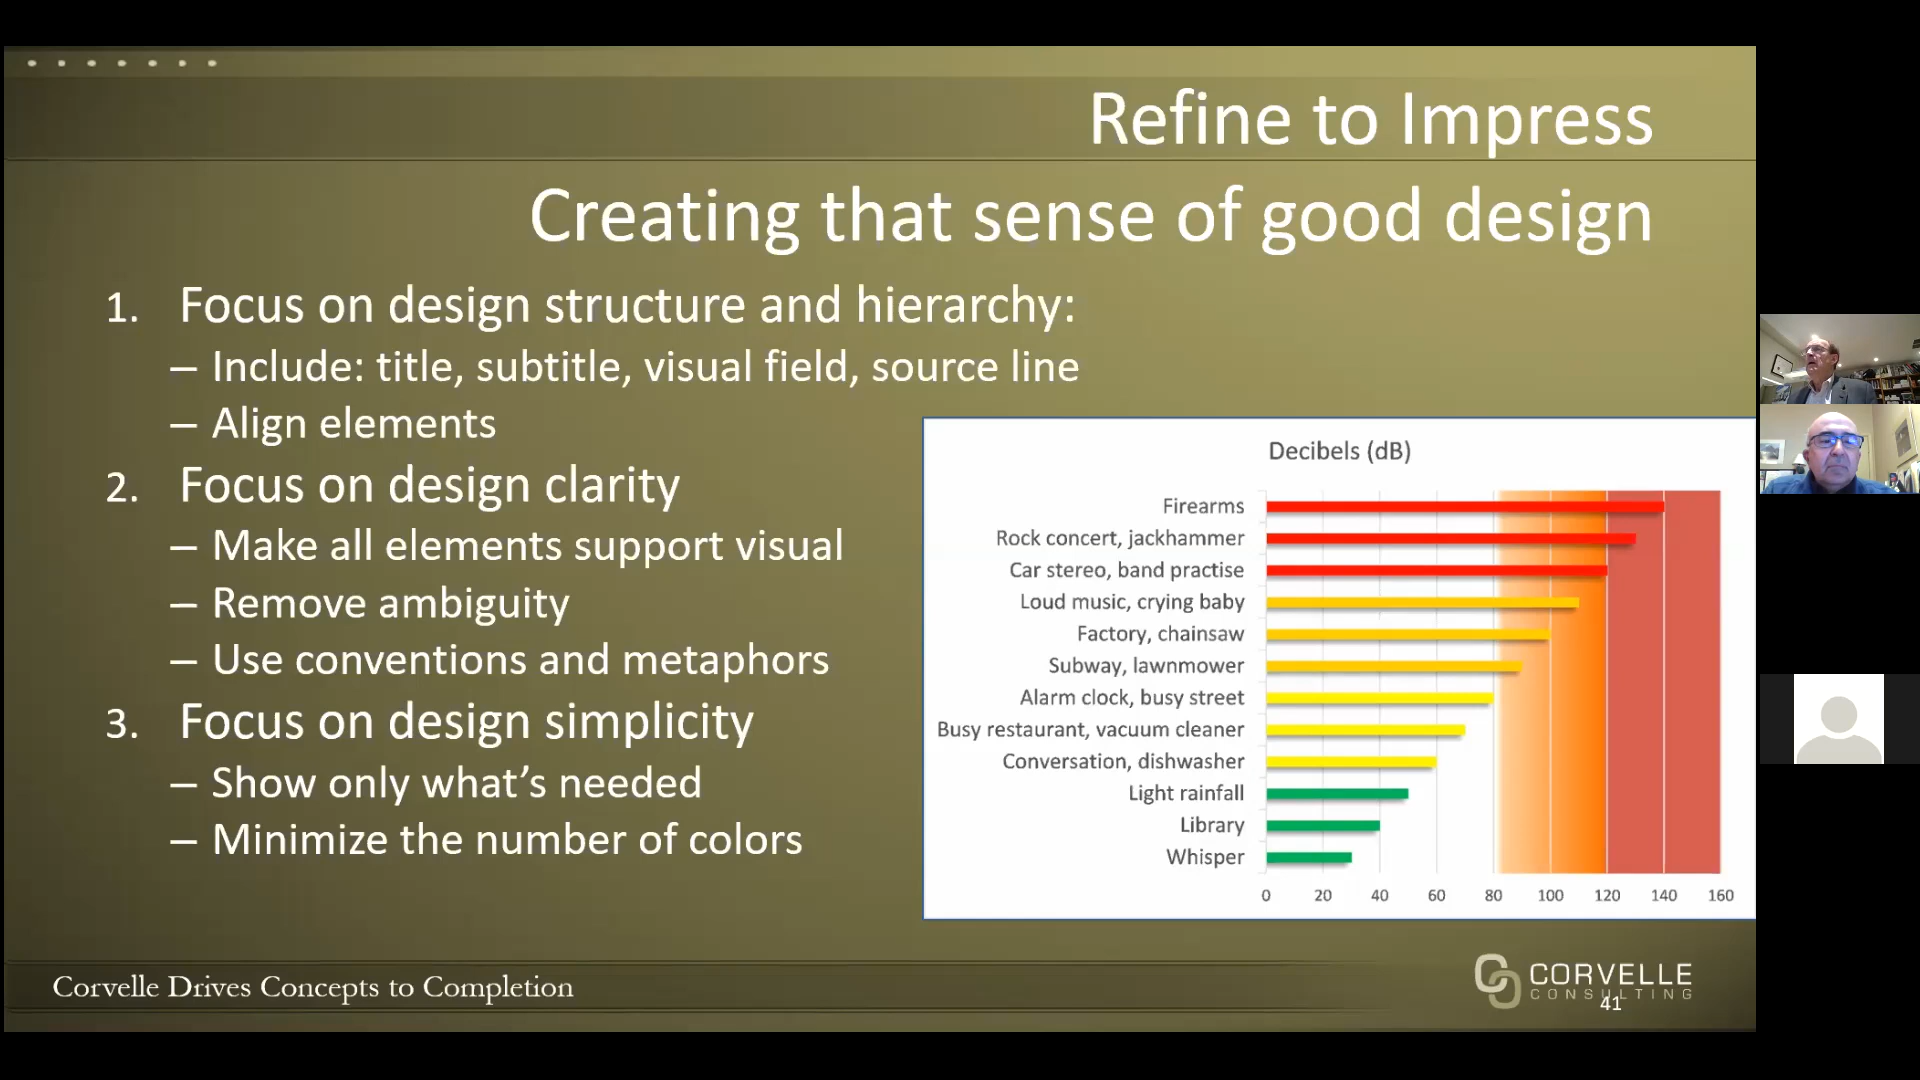 Refine to Impress
Creating that sense of good design
1. Focus on design structure and hierarchy:
– Include: title, subtitle, visual field, source line
– Align elements
2. Focus on design clarity
– Make all elements support visual
– Remove ambiguity
– Use conventions and metaphors
3. Focus on design simplicity
– Show only what’s needed
– Minimize the number of colors
Decibels (dB)
Firearms
Rock concert, jackhammer
Car stereo, band practise
Loud music, crying baby
Factory, chainsaw
Subway, lawnmower
Alarm clock, busy street
Busy restaurant, vacuum cleaner
Conversation, dishwasher
Light rainfall
Library
Whisper
0 20 40 60 80 100 120 140 160
Corvelle Drives Concepts to Completion
CORVELLE
CONSULTING
41